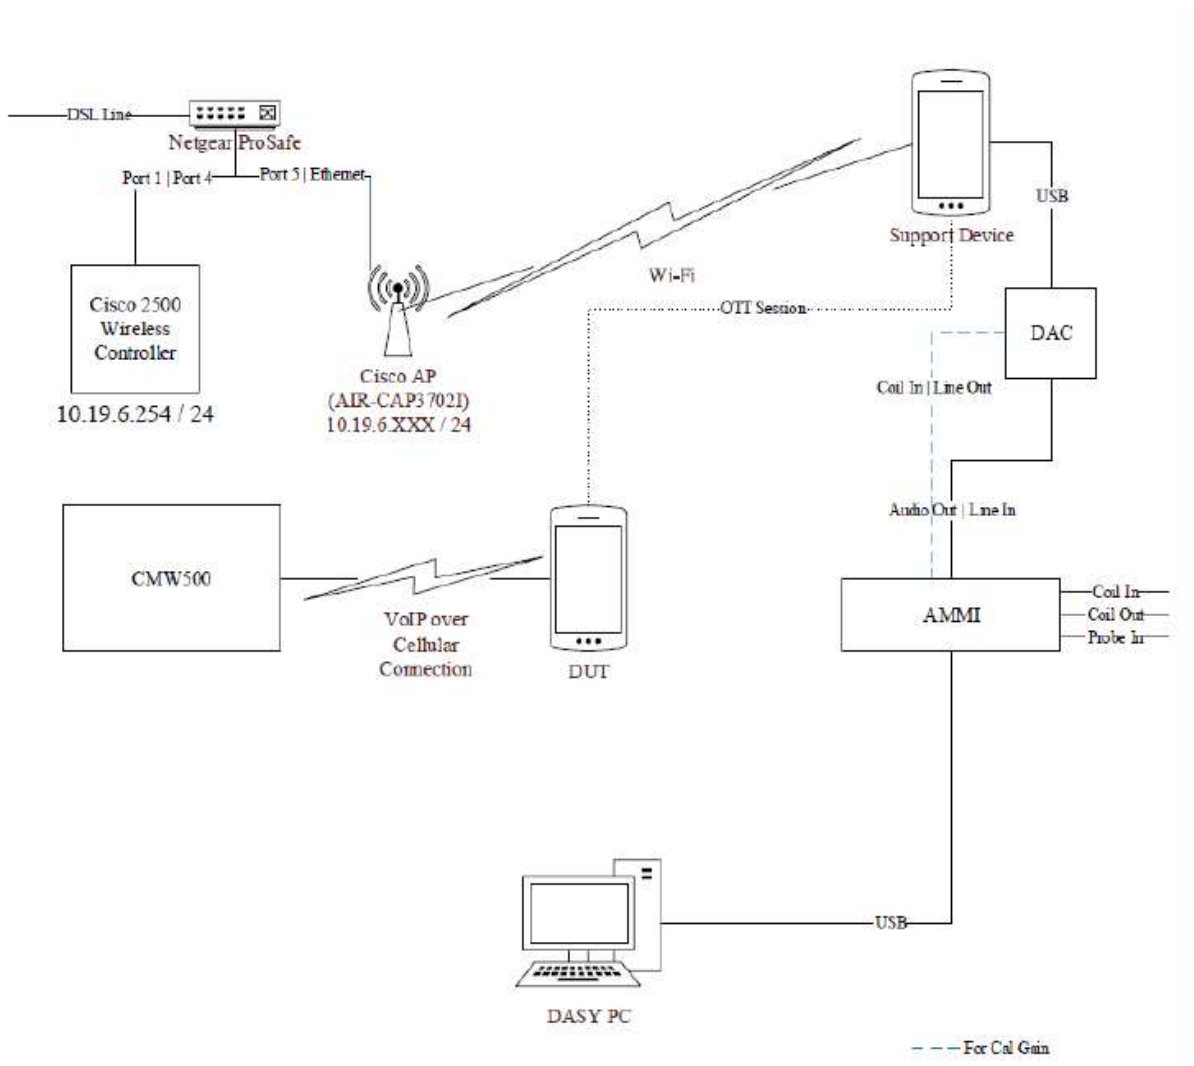 DSL Line
Netgear ProSafe
Port 1 | Port 4
Port 5 | Ethernet
Cisco 2500
Wireless
Controller
10.19.6.254 / 24
Cisco AP
(AIR-CAP3702I)
10.19.6.XXX / 24
Wi-Fi
Support Device
USB
OTT Session
DAC
Coil In | Line Out
Audio Out | Line In
CMW500
VoIP over
Cellular
Connection
DUT
AMMI
Coil In
Coil Out
Probe In
USB
DASY PC
For Cal Gain